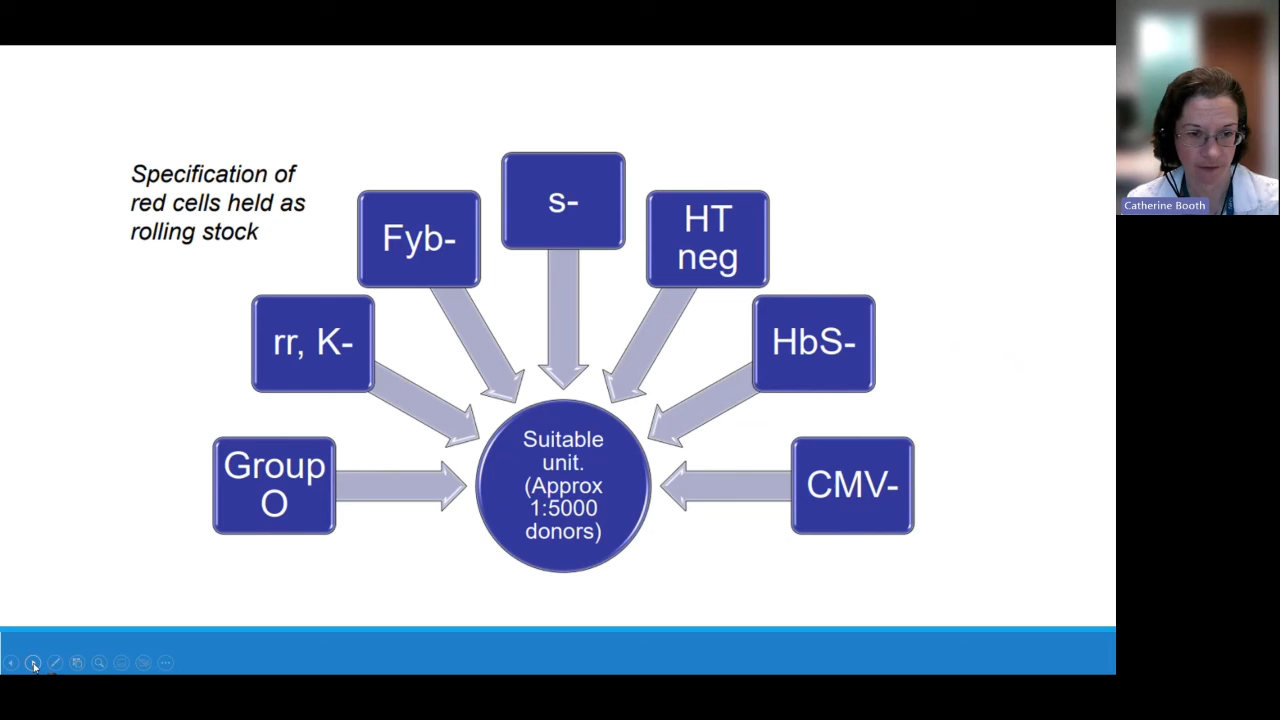 Specification of
red cells held as
rolling stock
Group
O
rr, K-
Fyb-
s-
HT
neg
HbS-
CMV-
Suitable
unit.
(Approx
1:5000
donors)
Catherine Booth